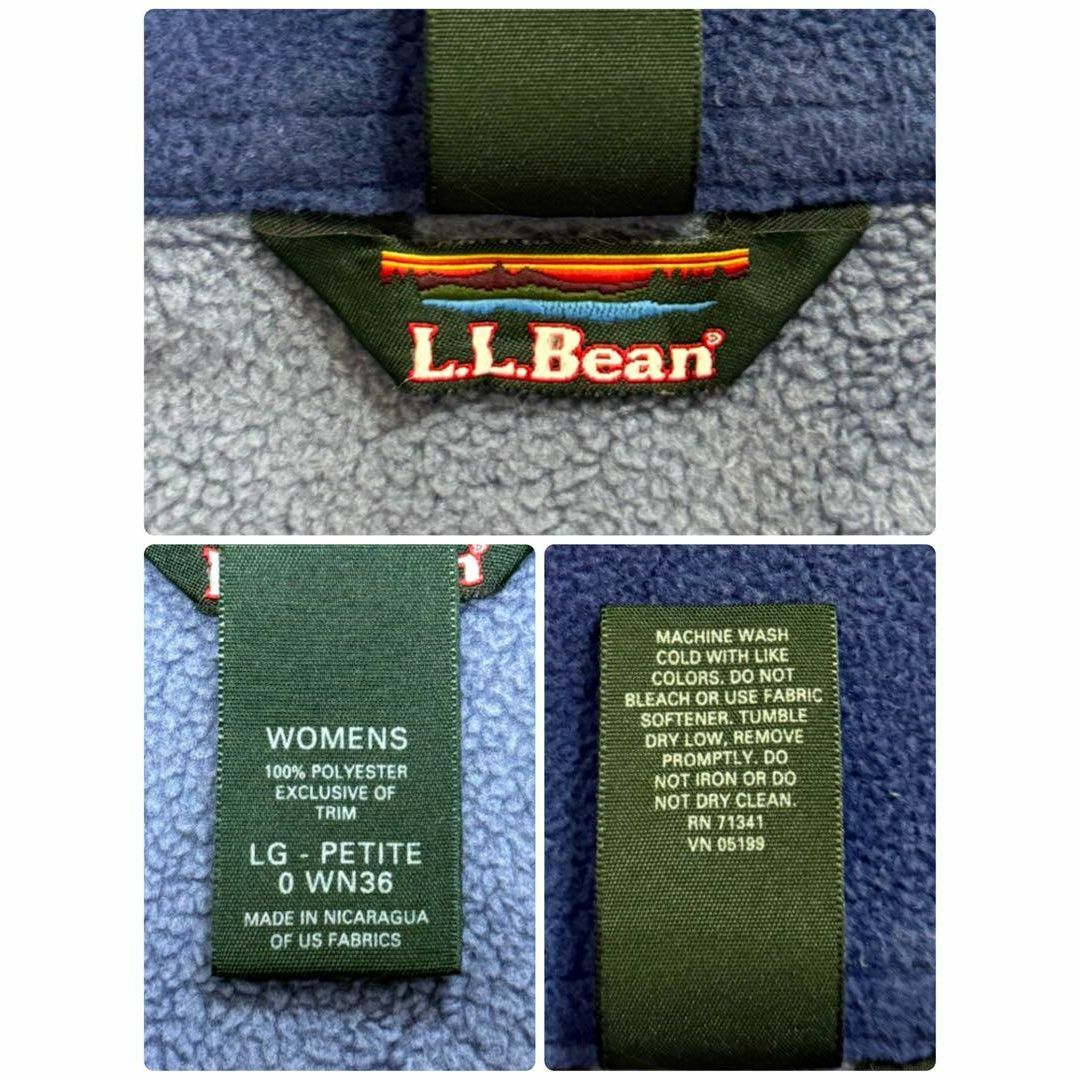 L.L.Bean®
WOMENS
100% POLYESTER
EXCLUSIVE OF
TRIM
LG - PETITE
0 WN36
MADE IN NICARAGUA
OF US FABRICS
MACHINE WASH
COLD WITH LIKE
COLORS. DO NOT
BLEACH OR USE FABRIC
SOFTENER. TUMBLE
DRY LOW, REMOVE
PROMPTLY. DO
NOT IRON OR DO
NOT DRY CLEAN.
RN 71341
VN 05199